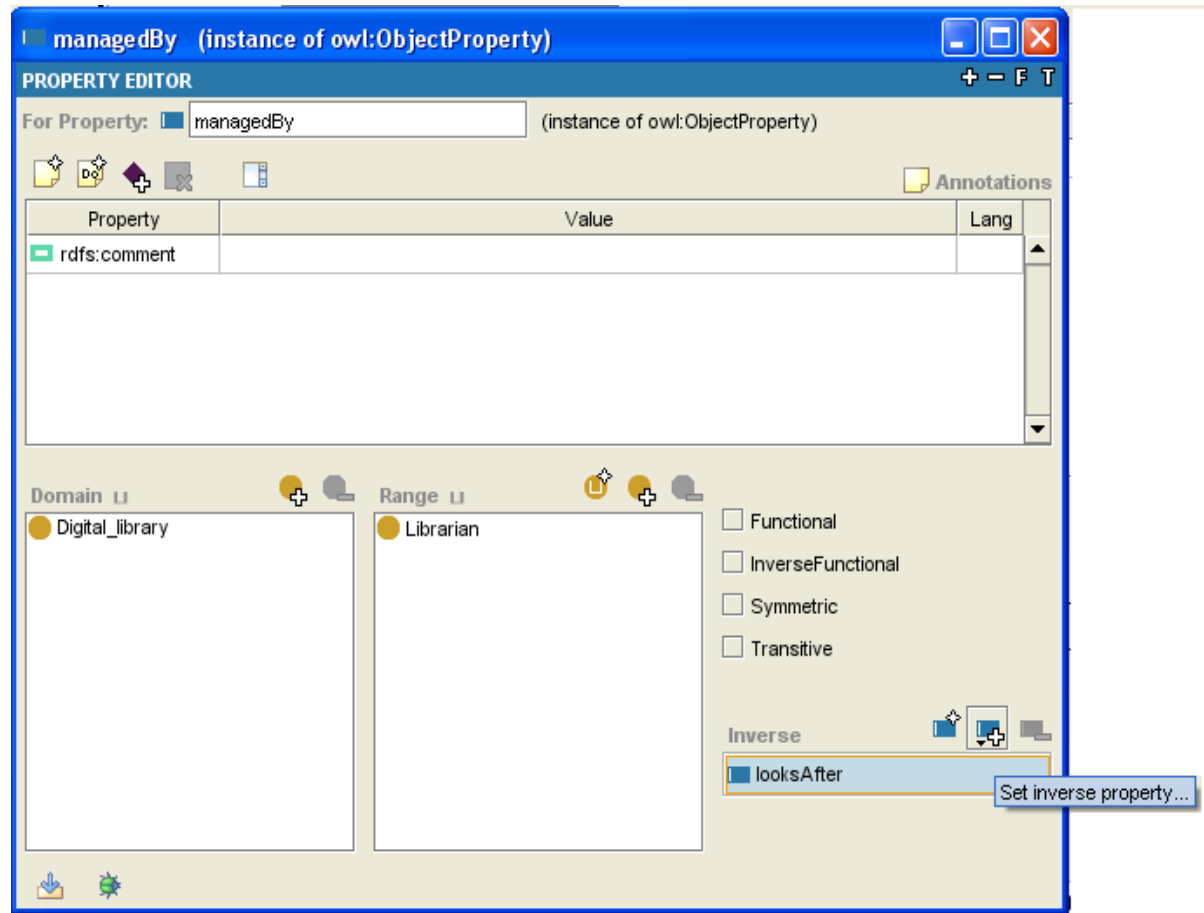 managedBy (instance of owl:ObjectProperty)
PROPERTY EDITOR + − F T
For Property: managedBy (instance of owl:ObjectProperty)
Annotations
Property Value Lang
rdfs:comment
Domain ⊔ Range ⊔
Digital_library Librarian
Functional
InverseFunctional
Symmetric
Transitive
Inverse
looksAfter
Set inverse property...